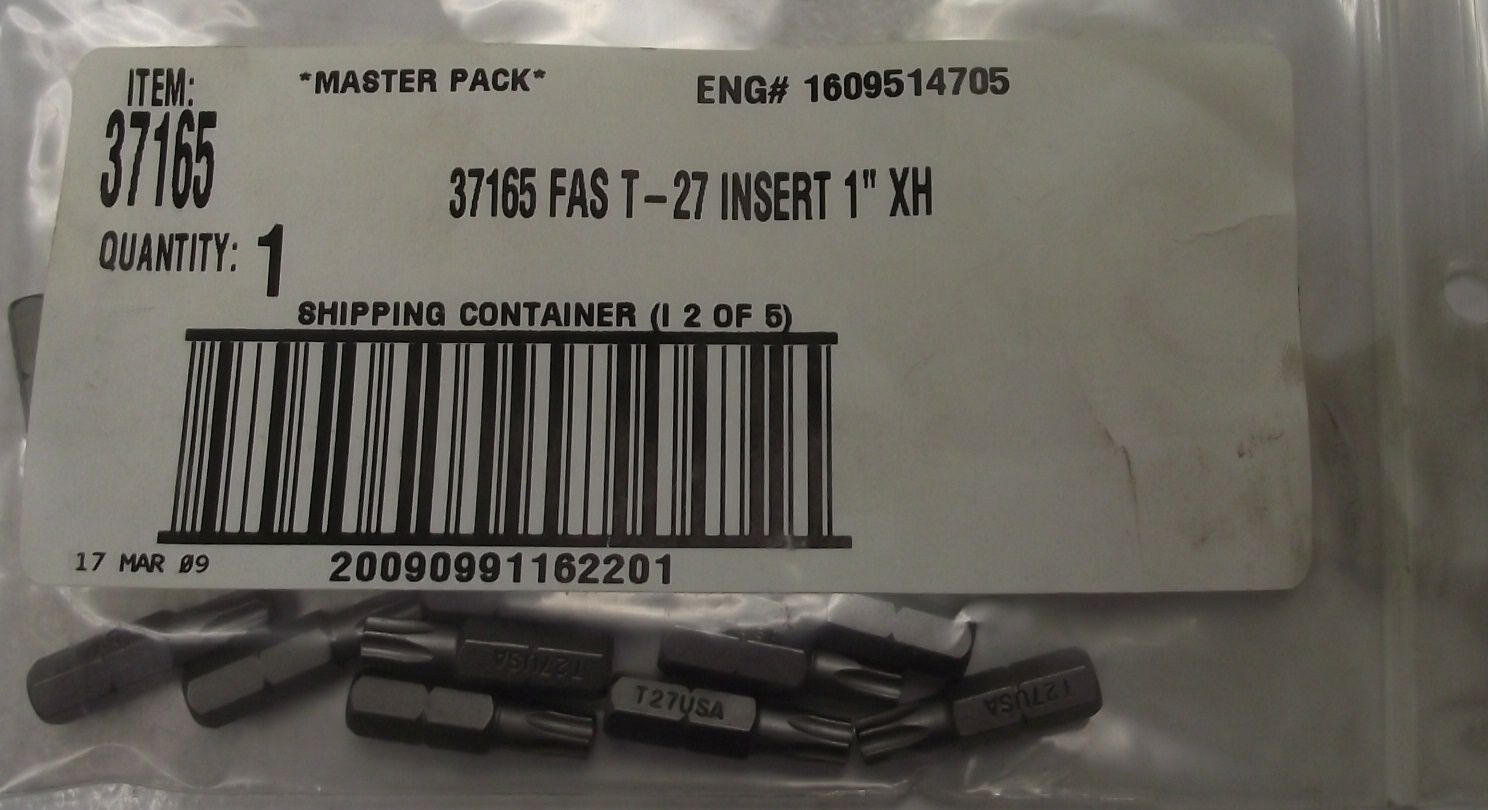 ITEM: *MASTER PACK* ENG# 1609514705
37165
37165 FAS T-27 INSERT 1" XH
QUANTITY: 1
SHIPPING CONTAINER (I 2 OF 5)
17 MAR 09 20090991162201
T27USA
T27USA
T27USA